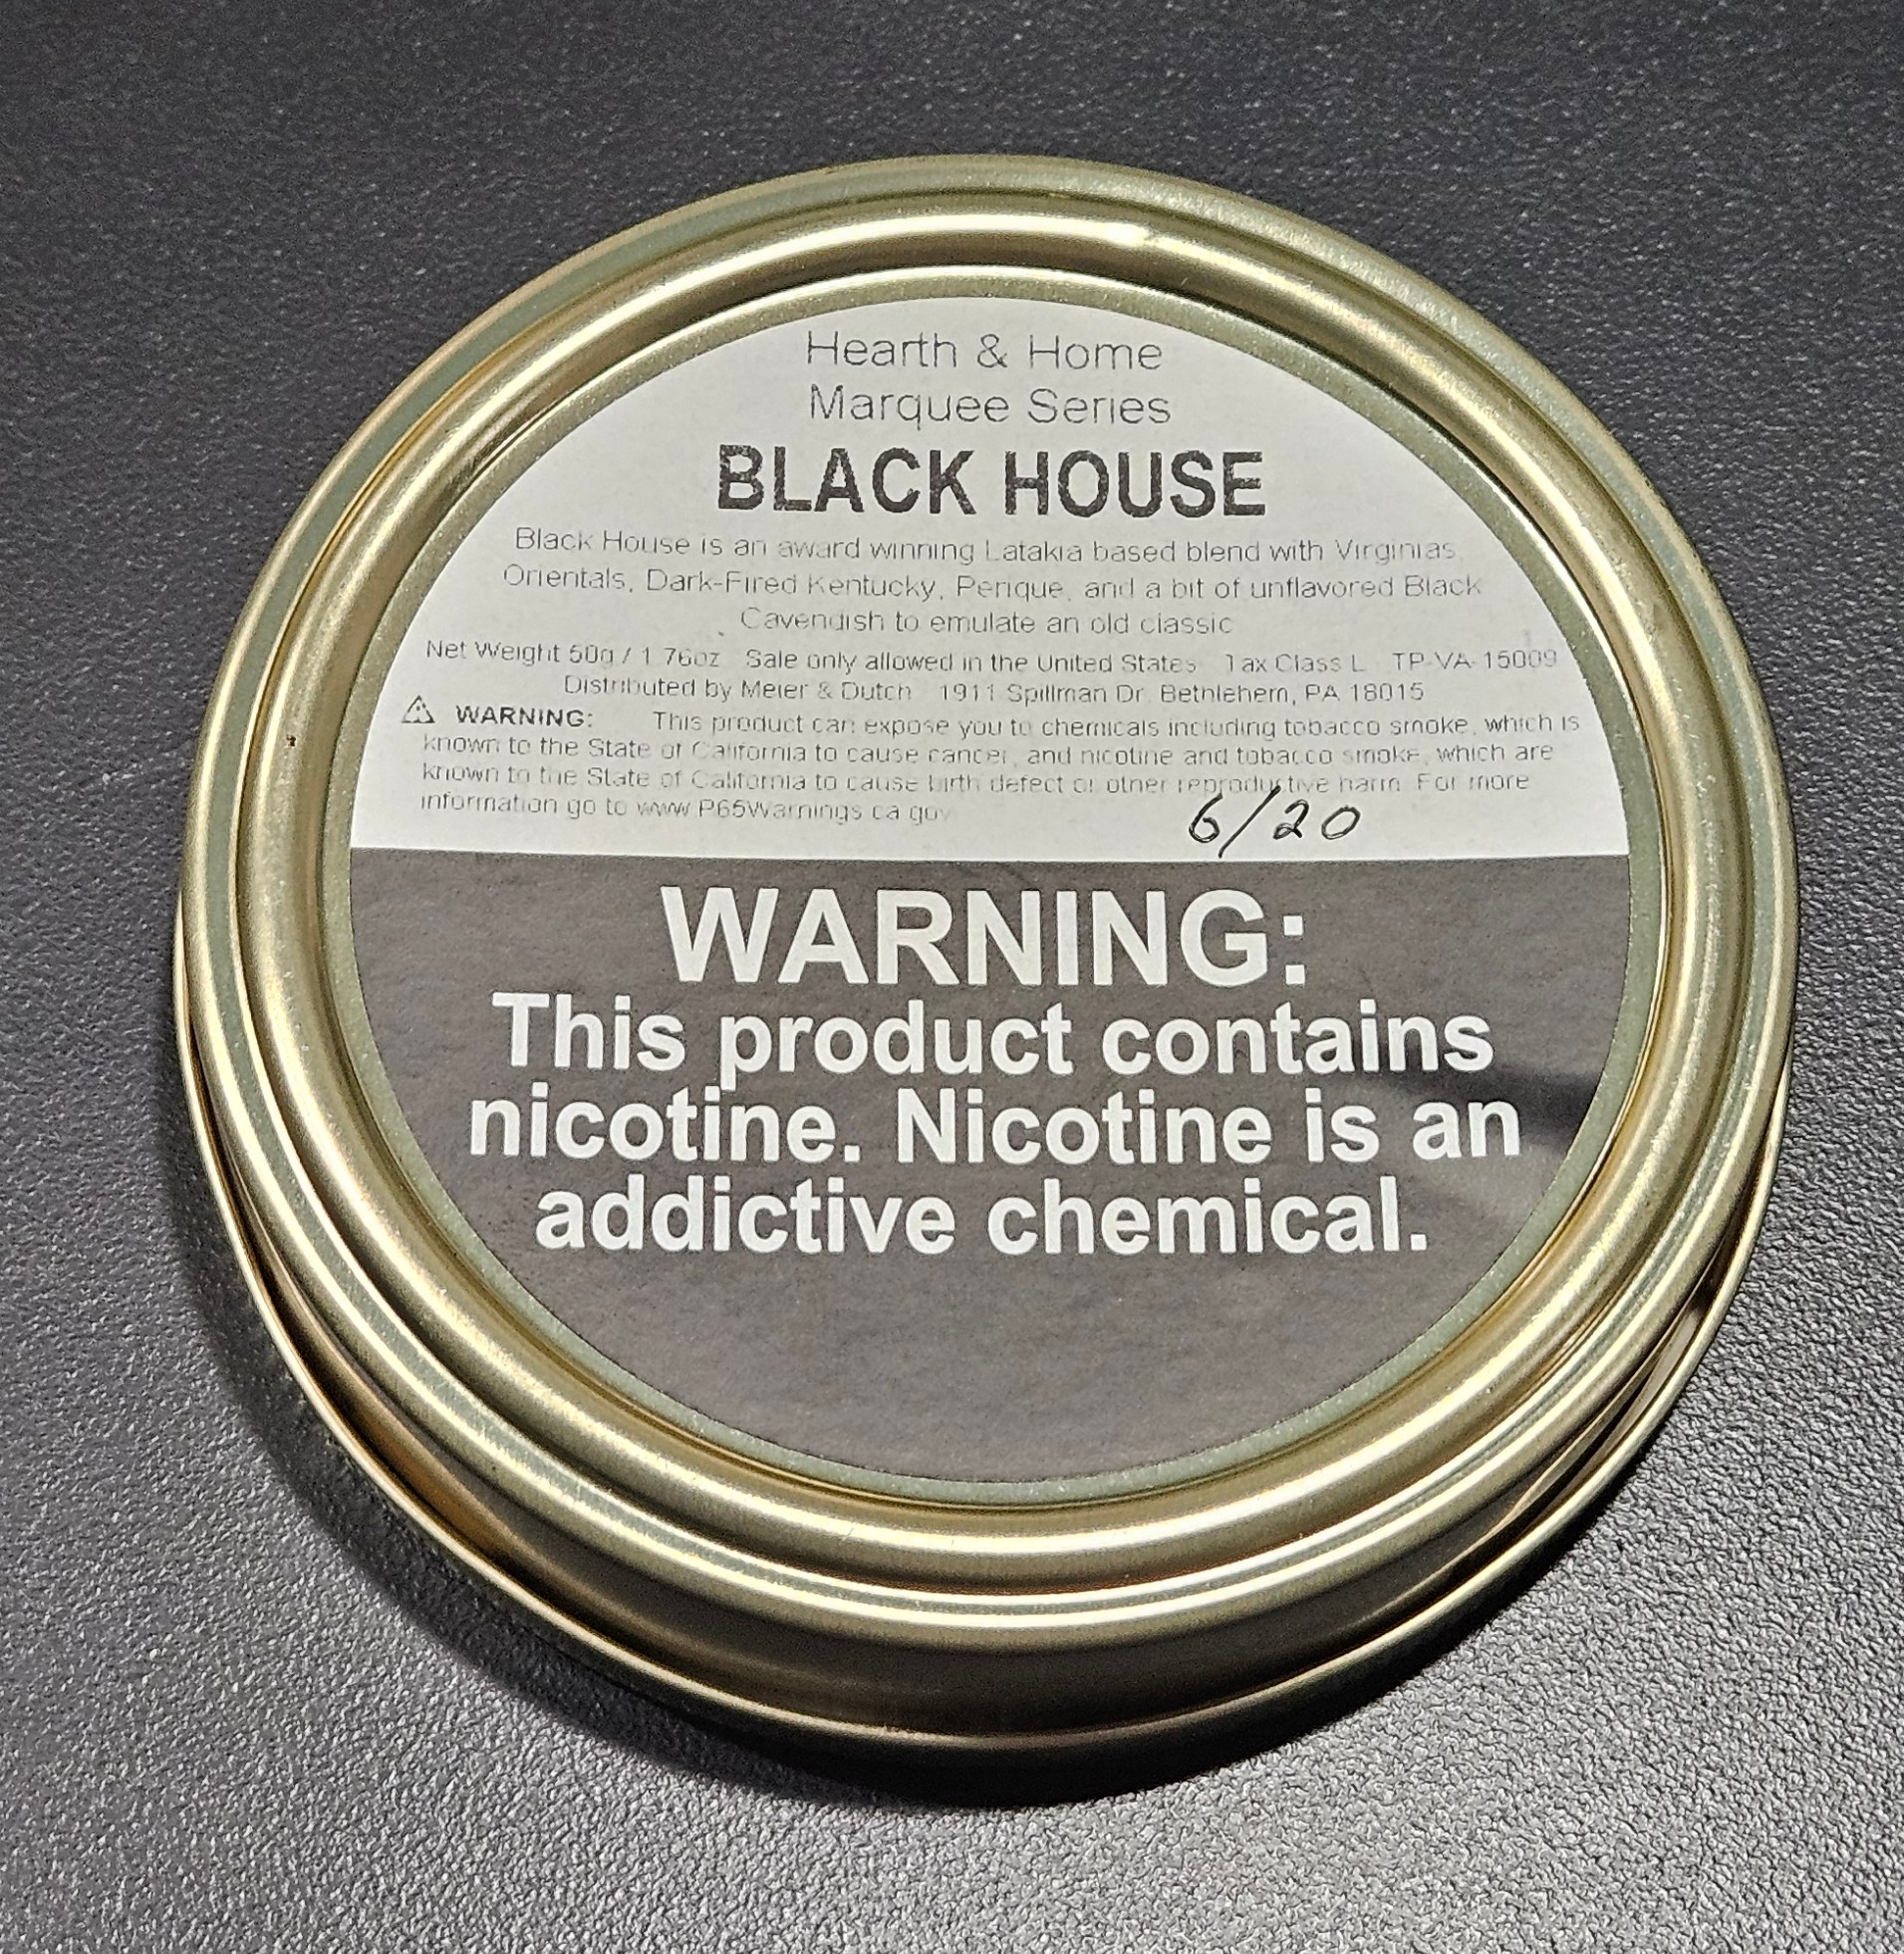 Hearth & Home
Marquee Series
BLACK HOUSE
Black House is an award winning Latakia based blend with Virginias,
Orientals, Dark-Fired Kentucky, Perique, and a bit of unflavored Black
Cavendish to emulate an old classic
Net Weight 50g / 1.76oz Sale only allowed in the United States Tax Class L TP-VA-15009
Distributed by Meier & Dutch 1911 Spillman Dr. Bethlehem, PA 18015
⚠ WARNING: This product can expose you to chemicals including tobacco smoke, which is
known to the State of California to cause cancer, and nicotine and tobacco smoke, which are
known to the State of California to cause birth defect or other reproductive harm. For more
information go to www.P65Warnings.ca.gov
6/20
WARNING:
This product contains
nicotine. Nicotine is an
addictive chemical.